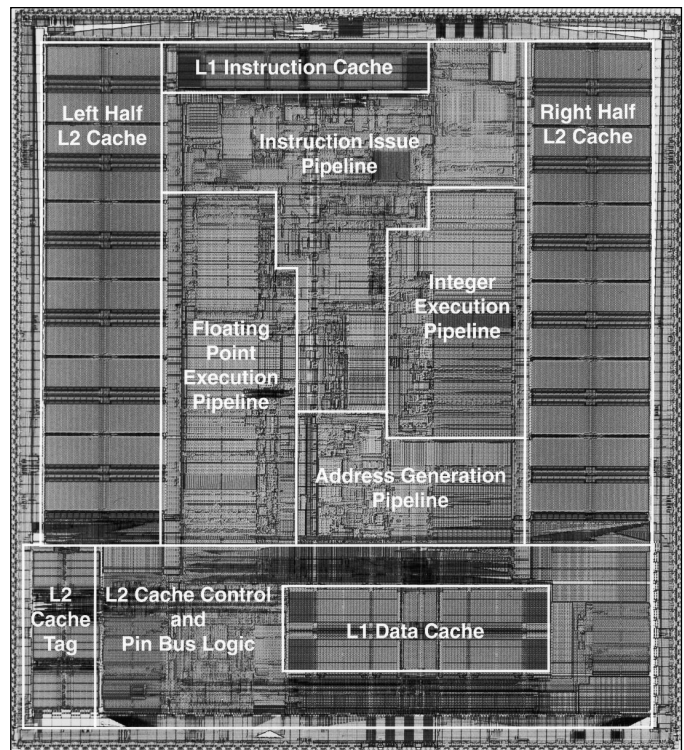 L1 Instruction Cache
Left Half
L2 Cache
Right Half
L2 Cache
Instruction Issue
Pipeline
Integer
Execution
Pipeline
Floating
Point
Execution
Pipeline
Address Generation
Pipeline
L2
Cache
Tag
L2 Cache Control
and
Pin Bus Logic
L1 Data Cache